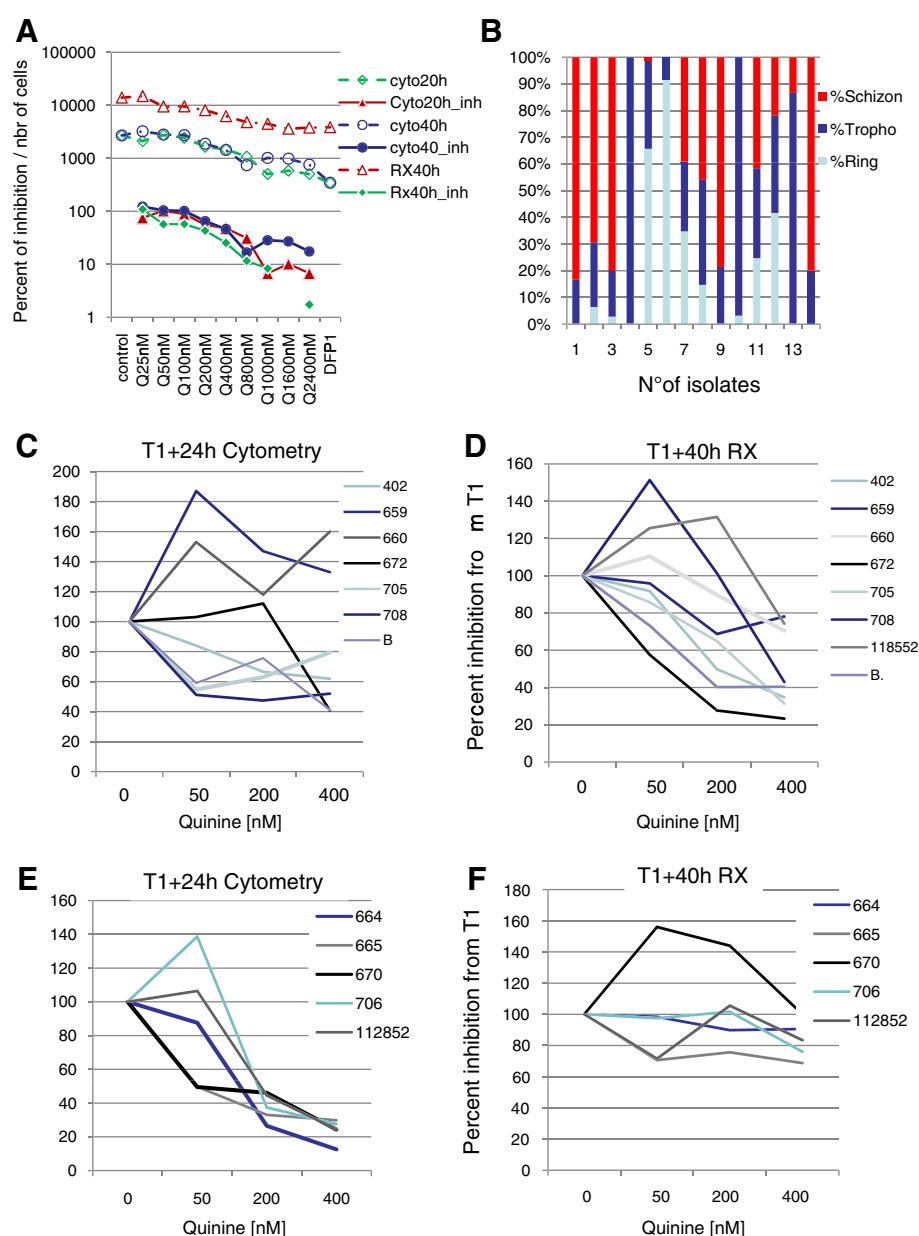 A
Percent of inhibition / nbr of cells
100000
10000
1000
100
10
1
control
Q25nM
Q50nM
Q100nM
Q200nM
Q400nM
Q800nM
Q1000nM
Q1600nM
Q2400nM
DFP1
cyto20h
Cyto20h_inh
cyto40h
cyto40_inh
RX40h
Rx40h_inh
B
100%
90%
80%
70%
60%
50%
40%
30%
20%
10%
0%
1 3 5 7 9 11 13
N°of isolates
%Schizon
%Tropho
%Ring
C
T1+24h Cytometry
200
180
160
140
120
100
80
60
40
20
0
0 50 200 400
Quinine [nM]
402
659
660
672
705
708
B
D
T1+40h RX
Percent inhibition fro m T1
160
140
120
100
80
60
40
20
0
0 50 200 400
Quinine [nM]
402
659
660
672
705
708
118552
B.
E
T1+24h Cytometry
160
140
120
100
80
60
40
20
0
0 50 200 400
Quinine [nM]
664
665
670
706
112852
F
T1+40h RX
Percent inhibition from T1
180
160
140
120
100
80
60
40
20
0
0 50 200 400
Quinine [nM]
664
665
670
706
112852